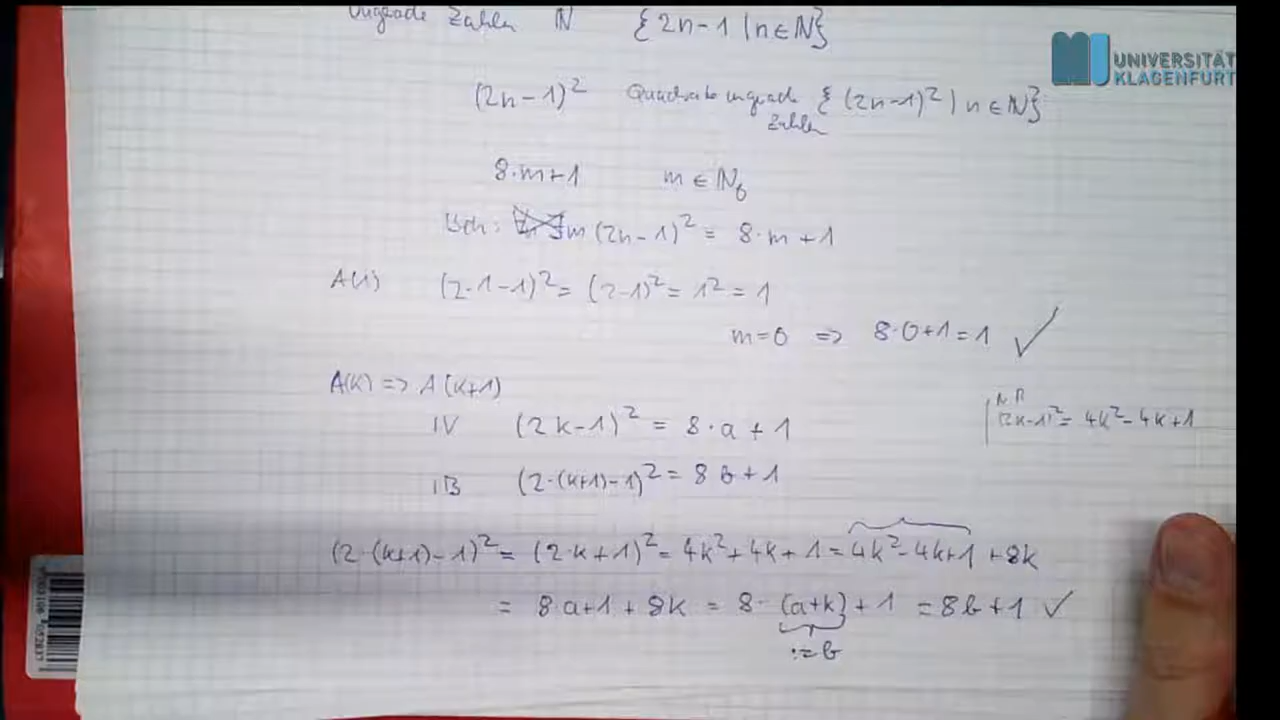 Ungerade Zahlen ℕ {2n-1 | n∈ℕ}
UNIVERSITÄT
KLAGENFURT
(2n-1)² Quadrate ungerade {(2n-1)² | n∈ℕ}
Zahlen
8·m+1 m∈ℕ₀
m (2n-1)² = 8·m+1
A(1) (2·1-1)² = (2-1)² = 1² = 1
m=0 => 8·0+1=1 ✓
A(k) => A(k+1)
NR
(2k-1)² = 4k²-4k+1
IV (2k-1)² = 8·a+1
IB (2·(k+1)-1)² = 8b+1
(2·(k+1)-1)² = (2·k+1)² = 4k²+4k+1 = 4k²-4k+1 +8k
= 8·a+1+8k = 8·(a+k)+1 = 8b+1 ✓
:=b